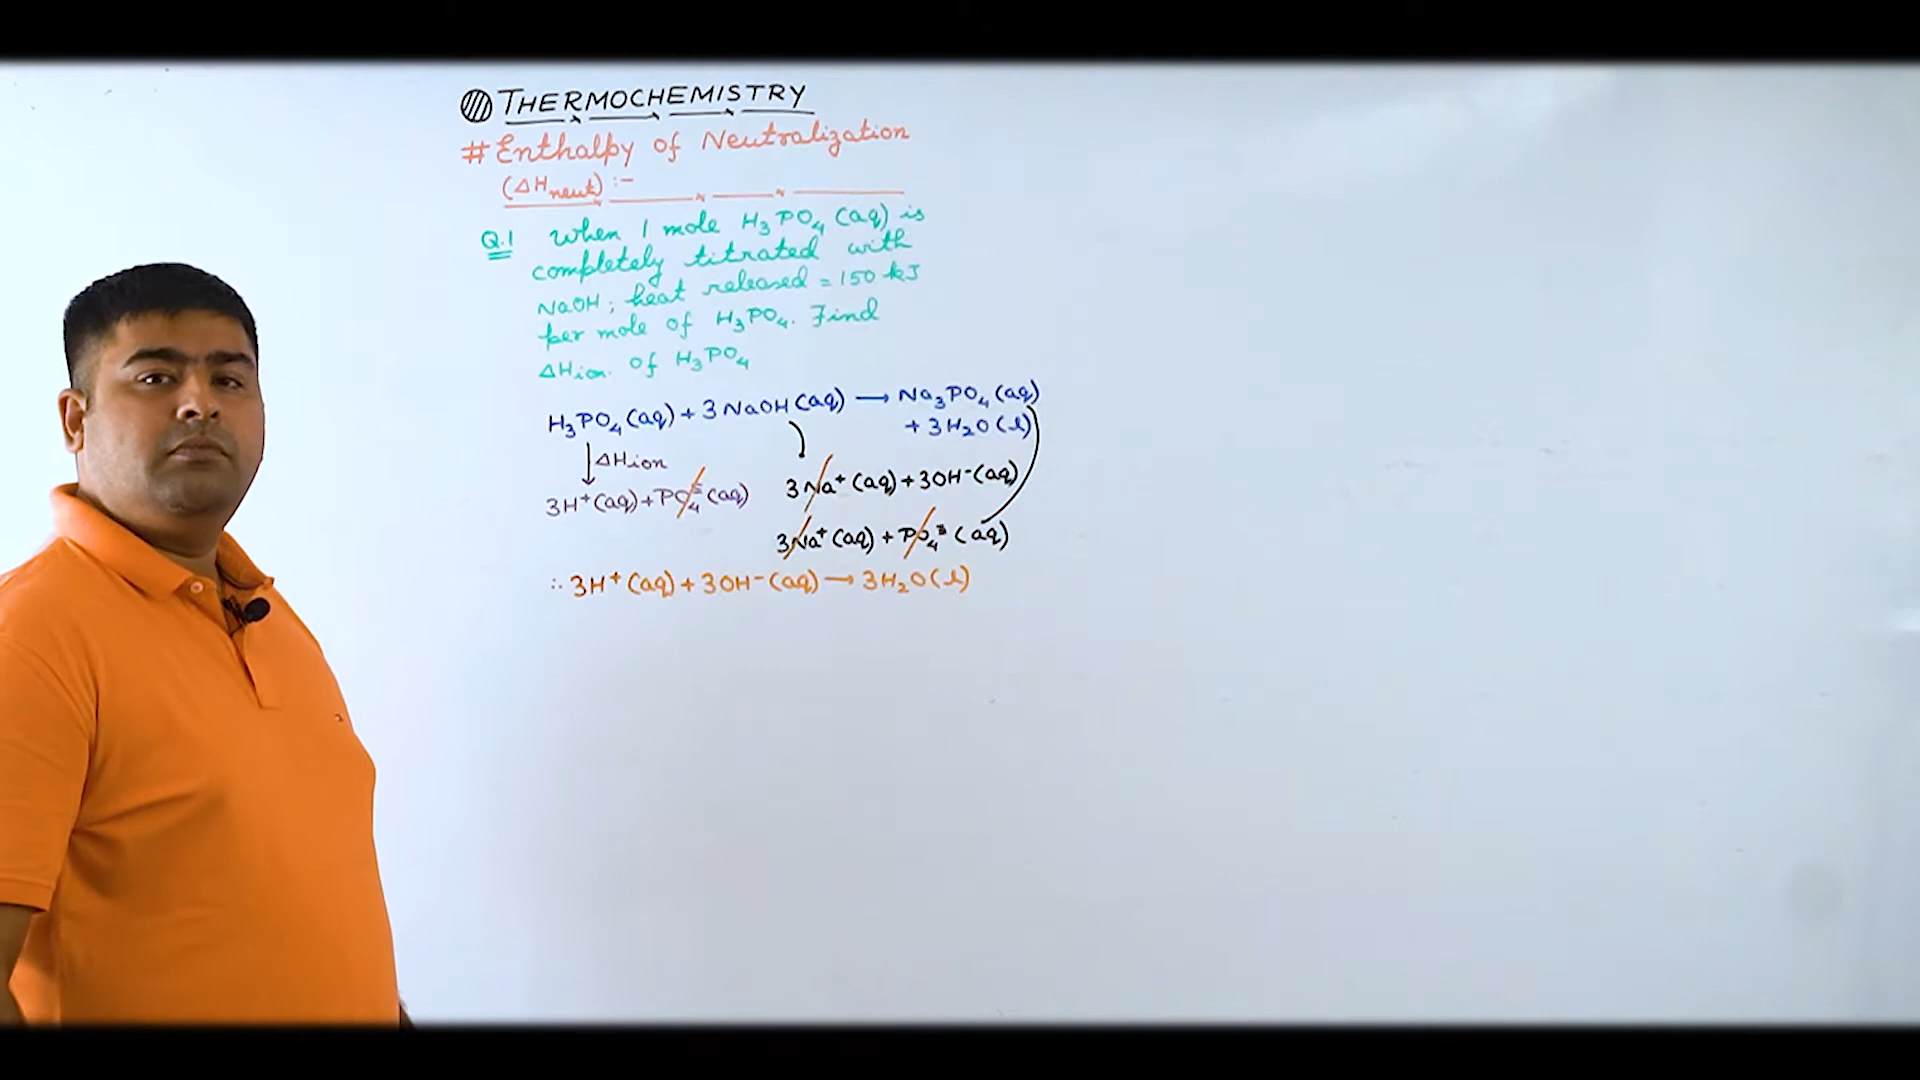 THERMOCHEMISTRY
# Enthalpy of Neutralization
(ΔHneut) :-
Q.1 When 1 mole H₃PO₄ (aq) is
completely titrated with
NaOH ; heat released = 150 kJ
per mole of H₃PO₄. Find
ΔHion. of H₃PO₄
H₃PO₄ (aq) + 3 NaOH (aq) ⟶ Na₃PO₄ (aq)
+ 3H₂O (l)
↓ ΔHion
3H⁺ (aq) + PO₄³⁻ (aq)
3Na⁺ (aq) + 3OH⁻ (aq)
3Na⁺ (aq) + PO₄³⁻ (aq)
∴ 3H⁺ (aq) + 3OH⁻ (aq) ⟶ 3H₂O (l)